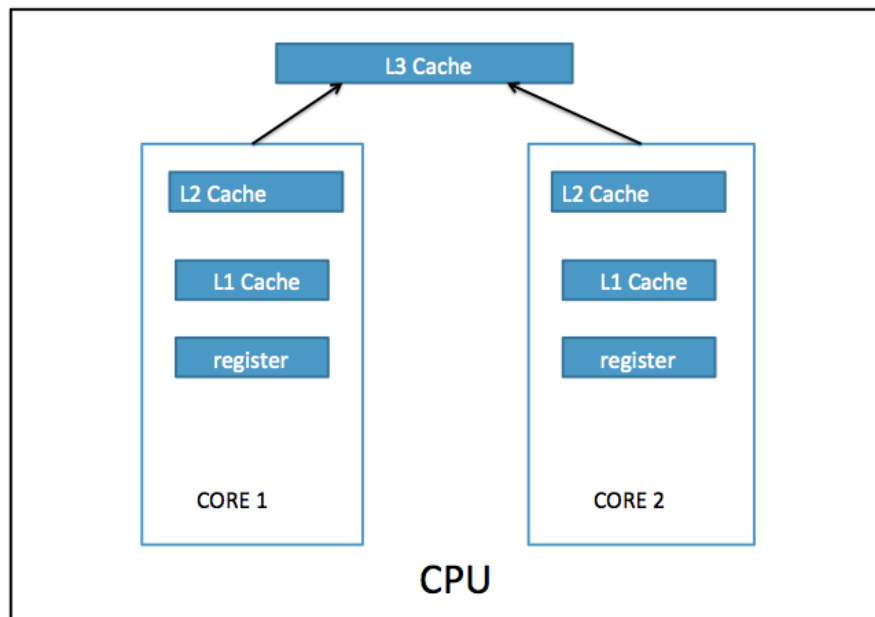 L3 Cache
L2 Cache
L2 Cache
L1 Cache
L1 Cache
register
register
CORE 1
CORE 2
CPU